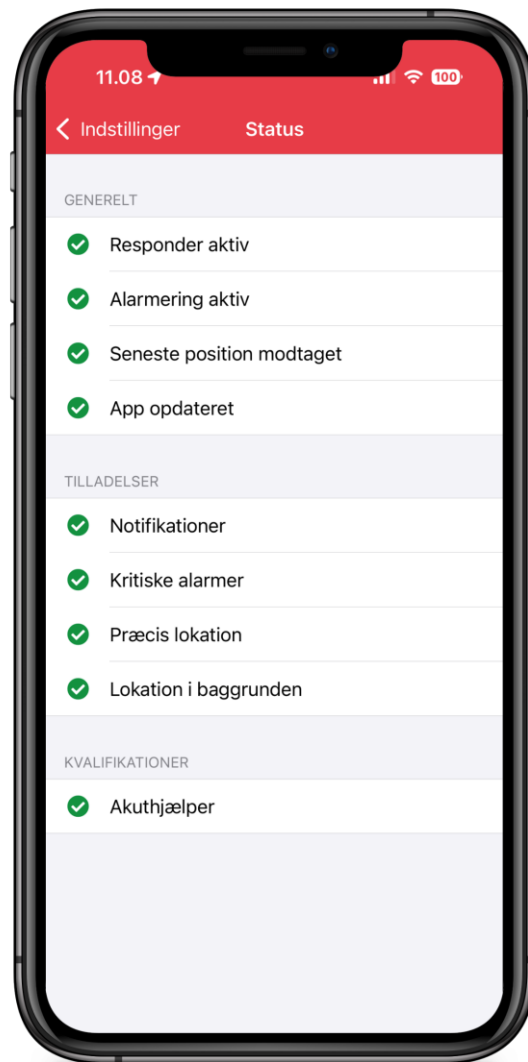 11.08
100
Indstillinger
Status
GENERELT
Responder aktiv
Alarmering aktiv
Seneste position modtaget
App opdateret
TILLADELSER
Notifikationer
Kritiske alarmer
Præcis lokation
Lokation i baggrunden
KVALIFIKATIONER
Akuthjælper